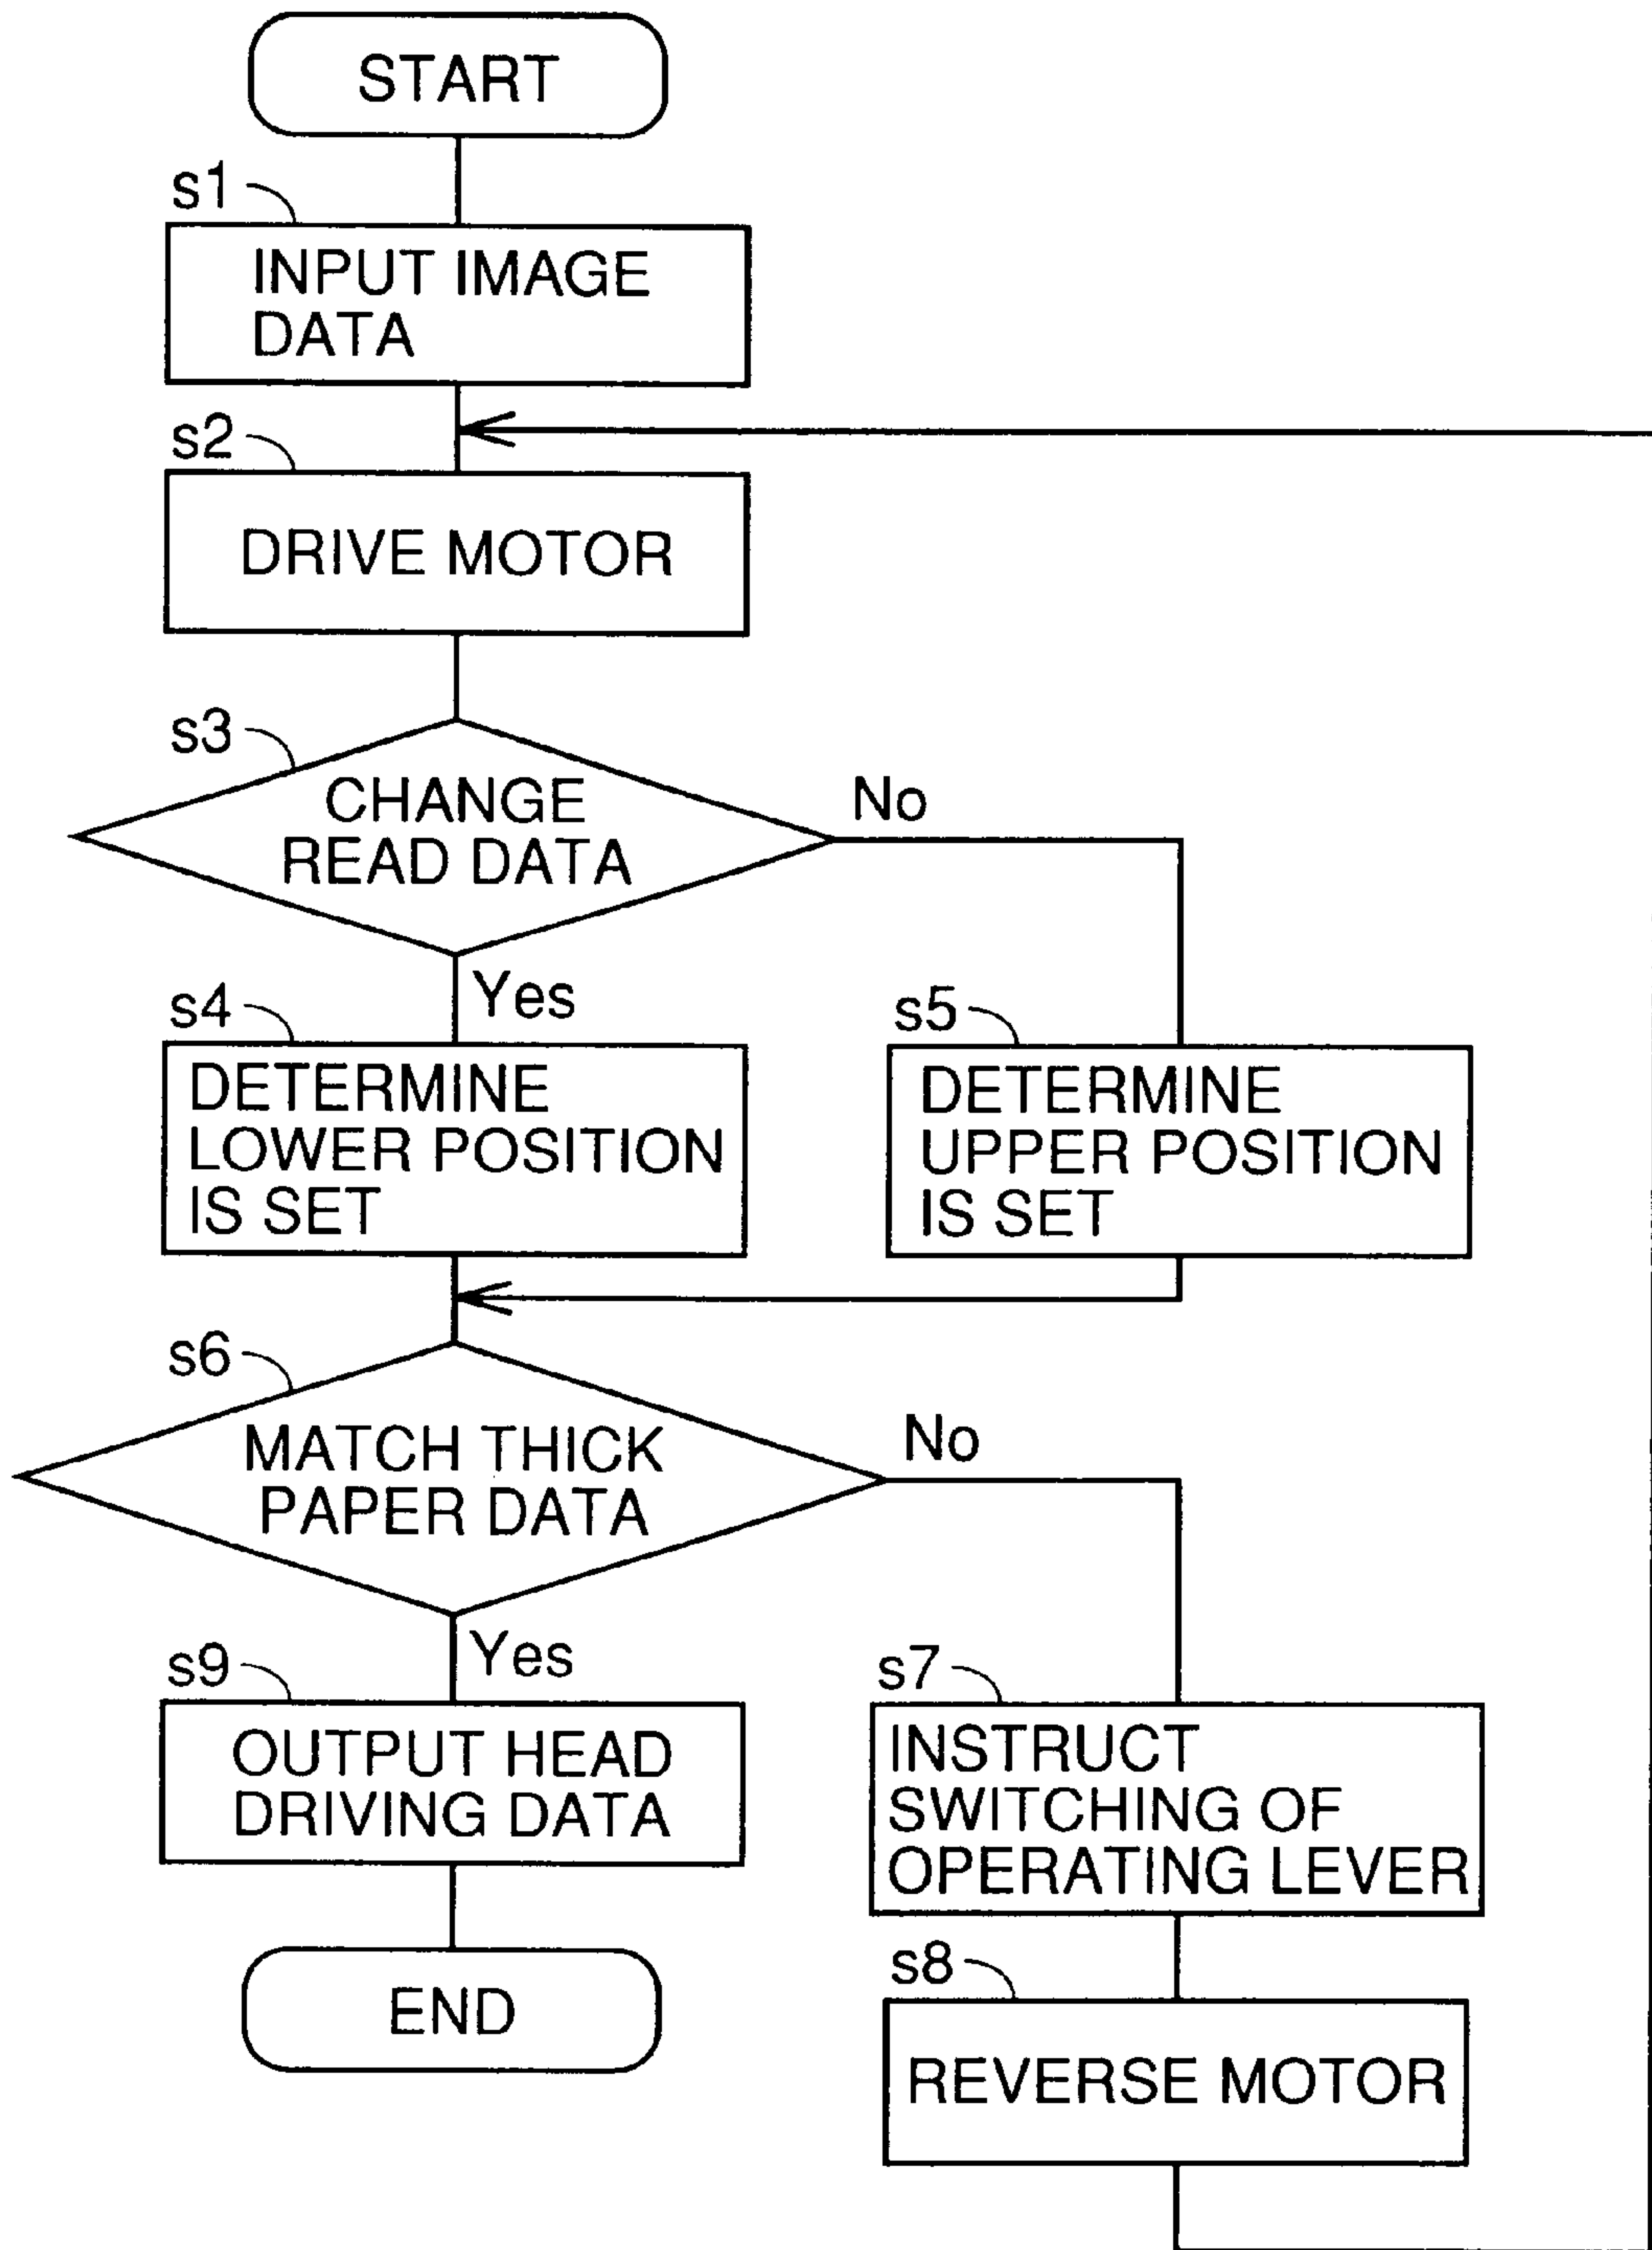 START
s1
INPUT IMAGE
DATA
s2
DRIVE MOTOR
s3
CHANGE
READ DATA
No
Yes
s4
DETERMINE
LOWER POSITION
IS SET
s5
DETERMINE
UPPER POSITION
IS SET
s6
MATCH THICK
PAPER DATA
No
Yes
s9
OUTPUT HEAD
DRIVING DATA
s7
INSTRUCT
SWITCHING OF
OPERATING LEVER
END
s8
REVERSE MOTOR